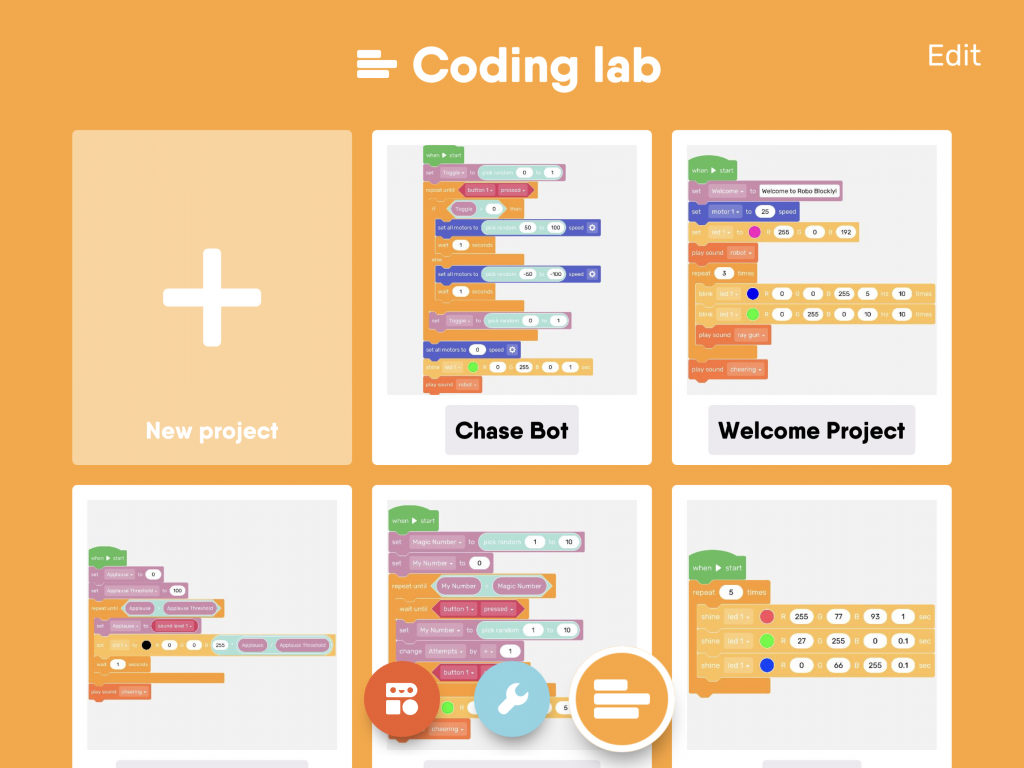 Coding lab
Edit
New project
when start
set Toggle to pick random 0 to 1
repeat until button 1 pressed
if Toggle = 0 then
set all motors to pick random 50 to 100 speed
wait 1 seconds
else
set all motors to pick random -50 to -100 speed
wait 1 seconds
set Toggle to pick random 0 to 1
set all motors to 0 speed
shine led 1 R 0 G 255 B 0 1 sec
play sound robot
Chase Bot
when start
set Welcome to Welcome to Robo Blockly!
set motor 1 to 25 speed
set led 1 to R 255 G 0 B 192
play sound robot
repeat 3 times
blink led 1 R 0 G 0 B 255 5 Hz 10 times
blink led 1 R 0 G 255 B 0 10 Hz 10 times
play sound ray gun
play sound cheering
Welcome Project
when start
set Applause to 0
set Applause Threshold to 100
repeat until Applause Applause Threshold
set Applause to sound level 1
set led 1 to R 0 G 0 B 255 * Applause Applause Threshold
wait 1 seconds
play sound cheering
when start
set Magic Number to pick random 1 to 10
set My Number to 0
repeat until My Number = Magic Number
wait until button 1 pressed
set My Number to pick random 1 to 10
change Attempts by + 1
button 1
R 5
cheering
when start
repeat 5 times
shine led 1 R 255 G 77 B 93 1 sec
shine led 1 R 27 G 255 B 0 0.1 sec
shine led 1 R 0 G 66 B 255 0.1 sec